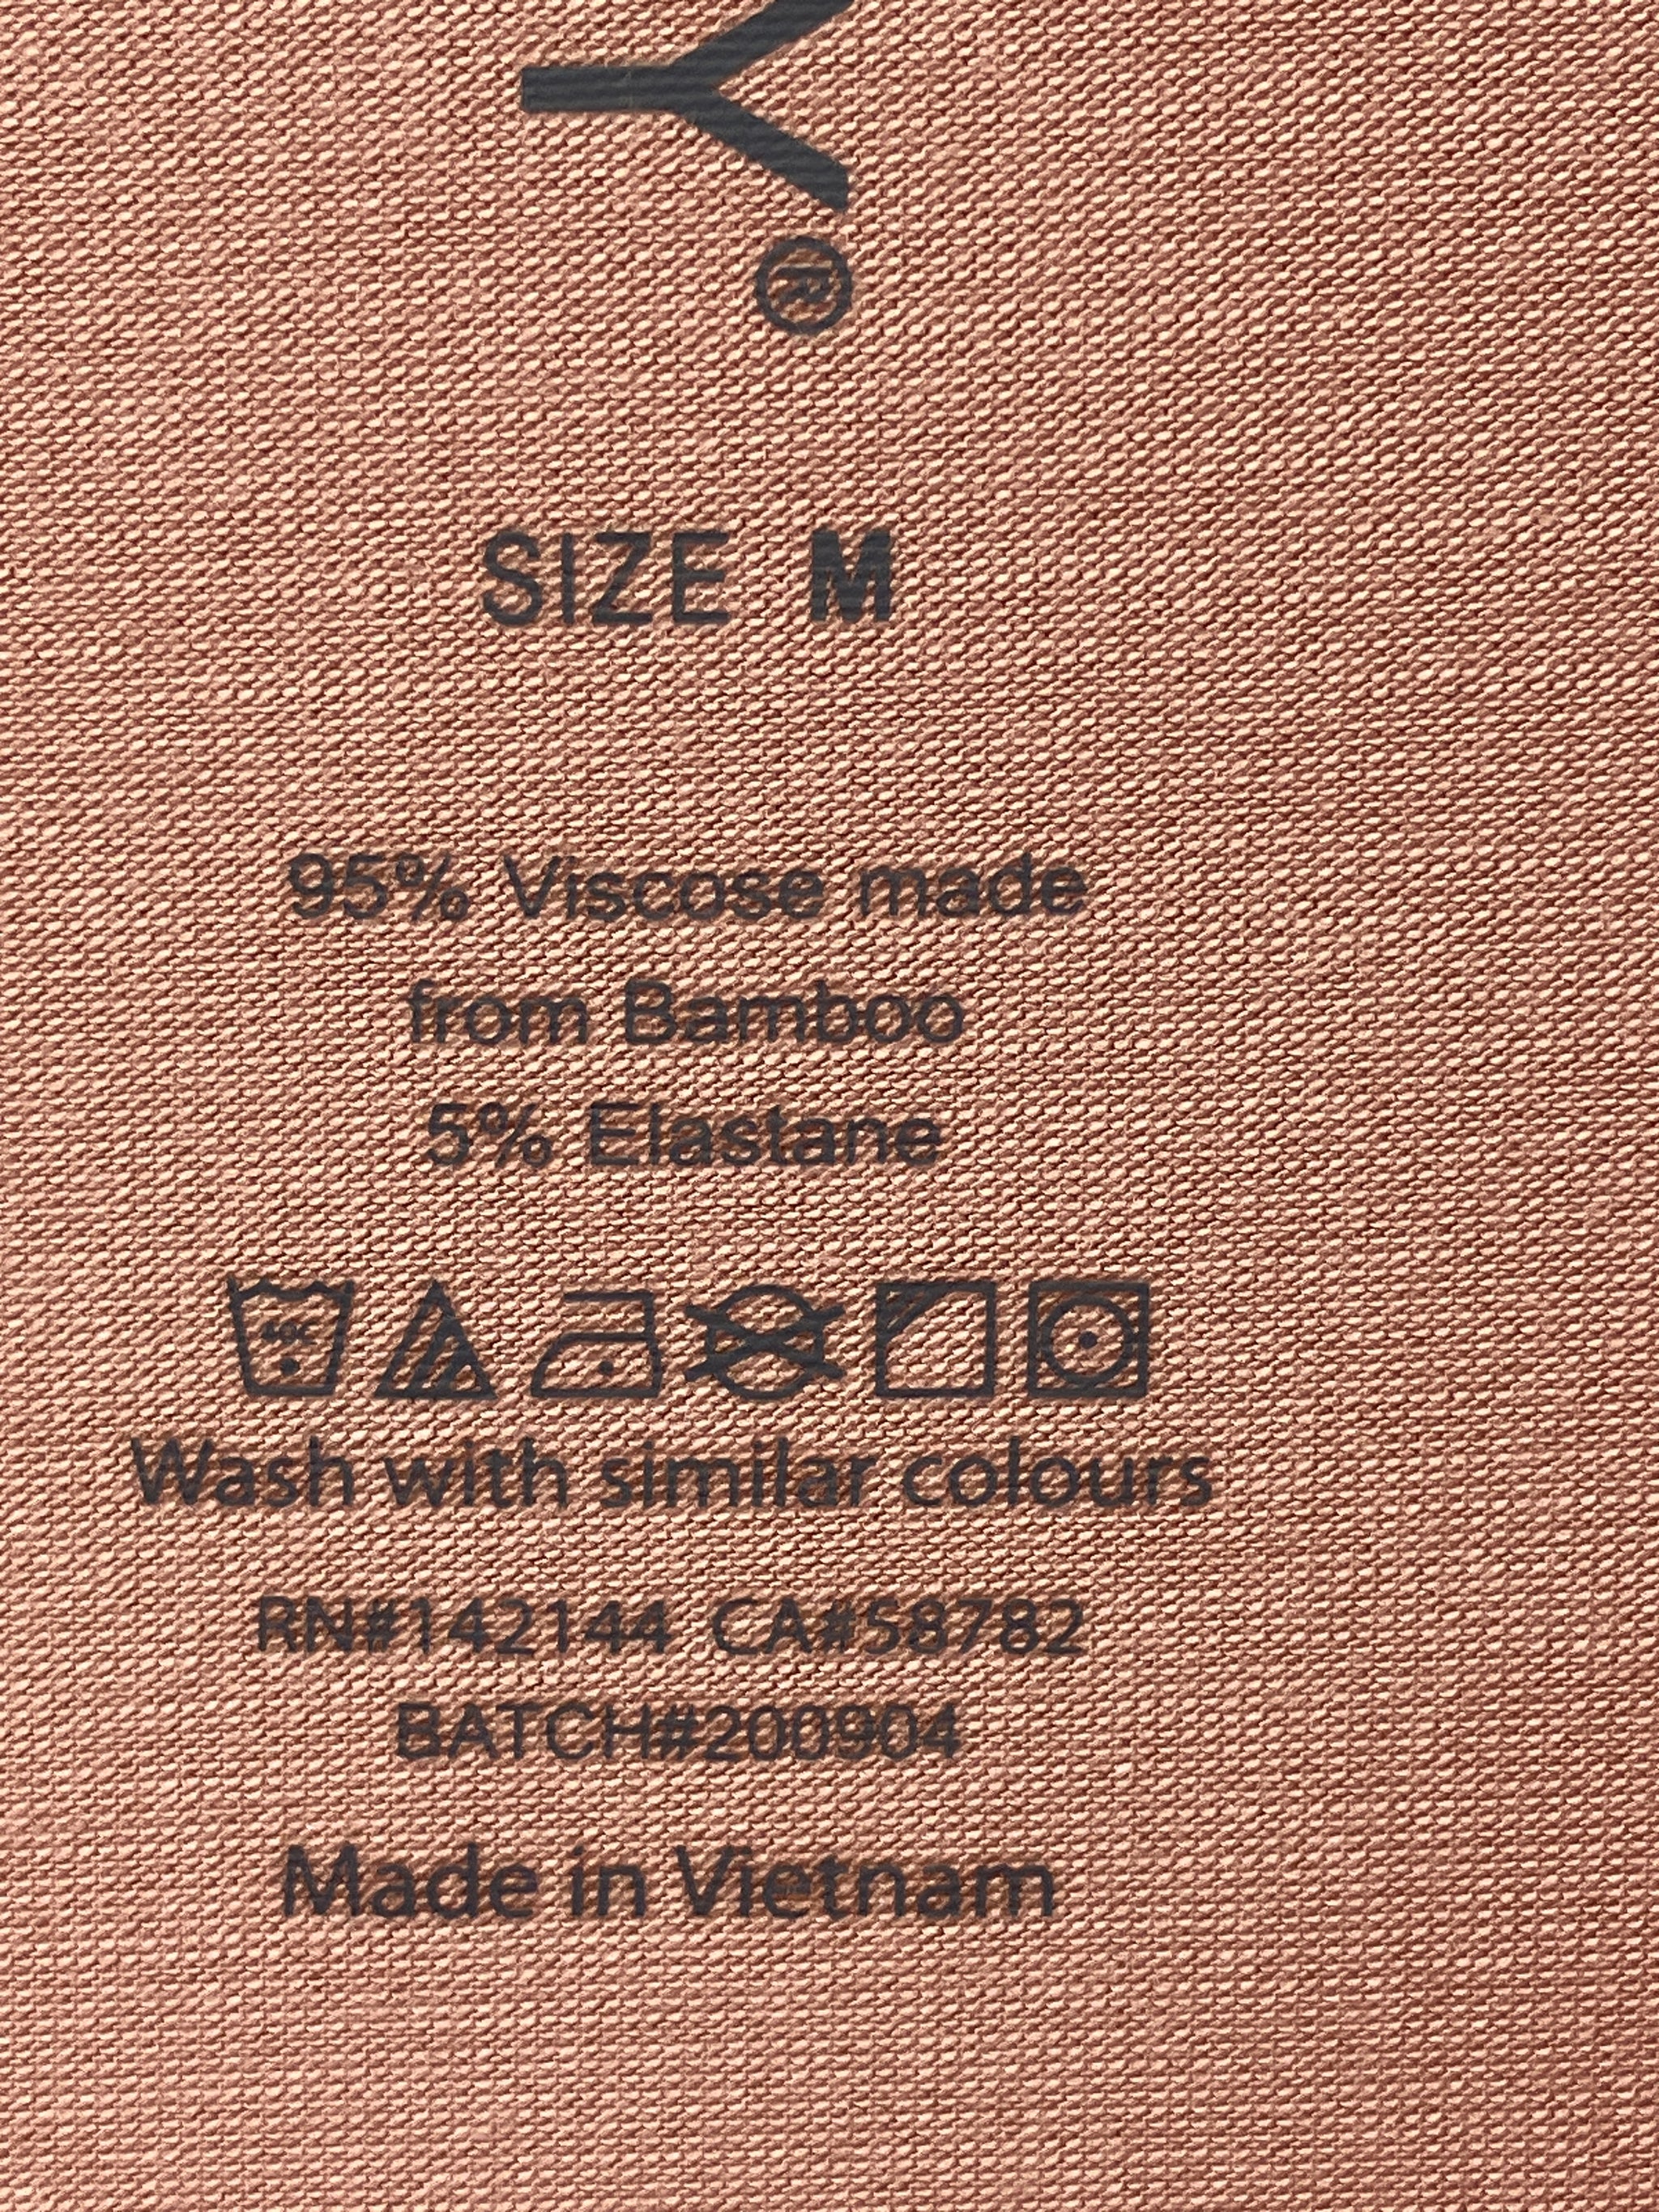 Y®
SIZE M
95% Viscose made
from Bamboo
5% Elastane
40C
Wash with similar colours
RN#142144 CA#58782
BATCH#200904
Made in Vietnam